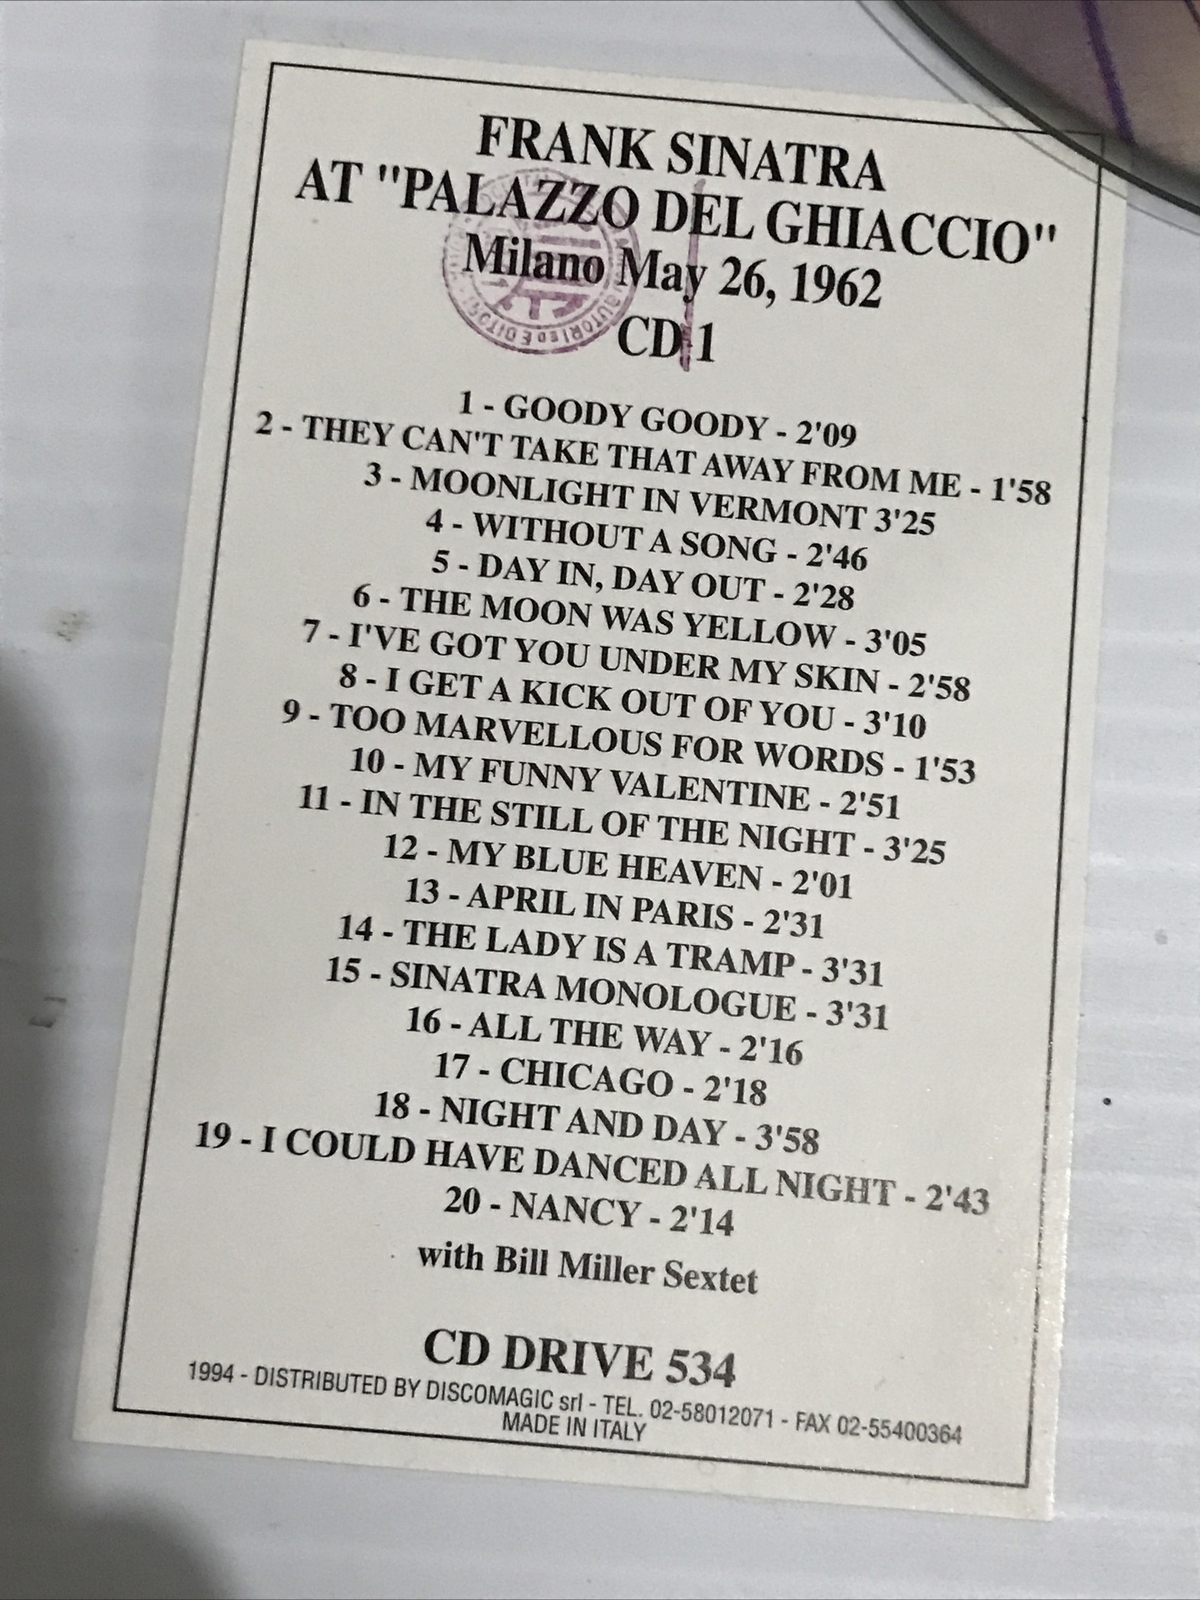 FRANK SINATRA
AT "PALAZZO DEL GHIACCIO"
Milano May 26, 1962
CD 1
1 - GOODY GOODY - 2'09
2 - THEY CAN'T TAKE THAT AWAY FROM ME - 1'58
3 - MOONLIGHT IN VERMONT 3'25
4 - WITHOUT A SONG - 2'46
5 - DAY IN, DAY OUT - 2'28
6 - THE MOON WAS YELLOW - 3'05
7 - I'VE GOT YOU UNDER MY SKIN - 2'58
8 - I GET A KICK OUT OF YOU - 3'10
9 - TOO MARVELLOUS FOR WORDS - 1'53
10 - MY FUNNY VALENTINE - 2'51
11 - IN THE STILL OF THE NIGHT - 3'25
12 - MY BLUE HEAVEN - 2'01
13 - APRIL IN PARIS - 2'31
14 - THE LADY IS A TRAMP - 3'31
15 - SINATRA MONOLOGUE - 3'31
16 - ALL THE WAY - 2'16
17 - CHICAGO - 2'18
18 - NIGHT AND DAY - 3'58
19 - I COULD HAVE DANCED ALL NIGHT - 2'43
20 - NANCY - 2'14
with Bill Miller Sextet
CD DRIVE 534
1994 - DISTRIBUTED BY DISCOMAGIC srl - TEL. 02-58012071 - FAX 02-55400364
MADE IN ITALY